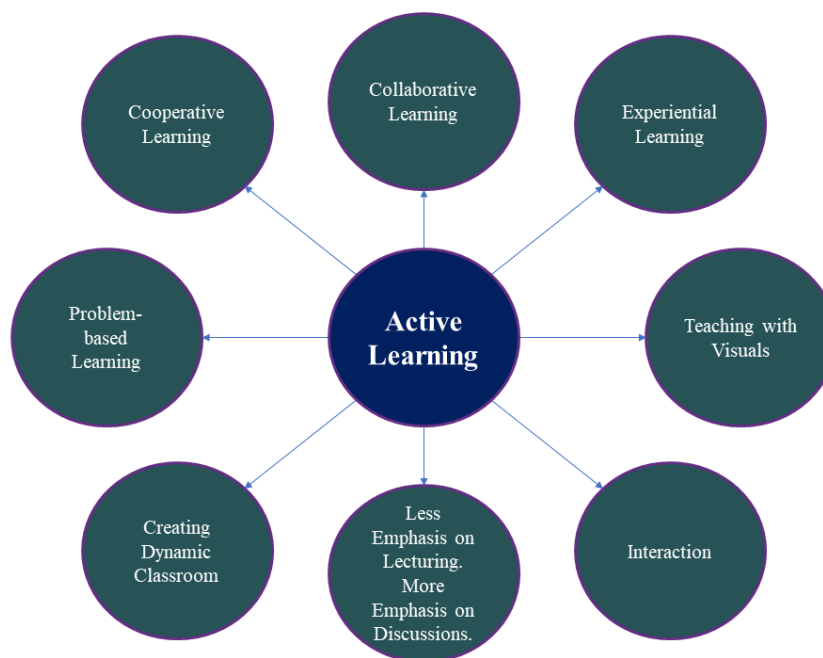 Collaborative
Learning
Cooperative
Learning
Experiential
Learning
Problem-
based
Learning
Active
Learning
Teaching with
Visuals
Creating
Dynamic
Classroom
Less
Emphasis on
Lecturing.
More
Emphasis on
Discussions.
Interaction